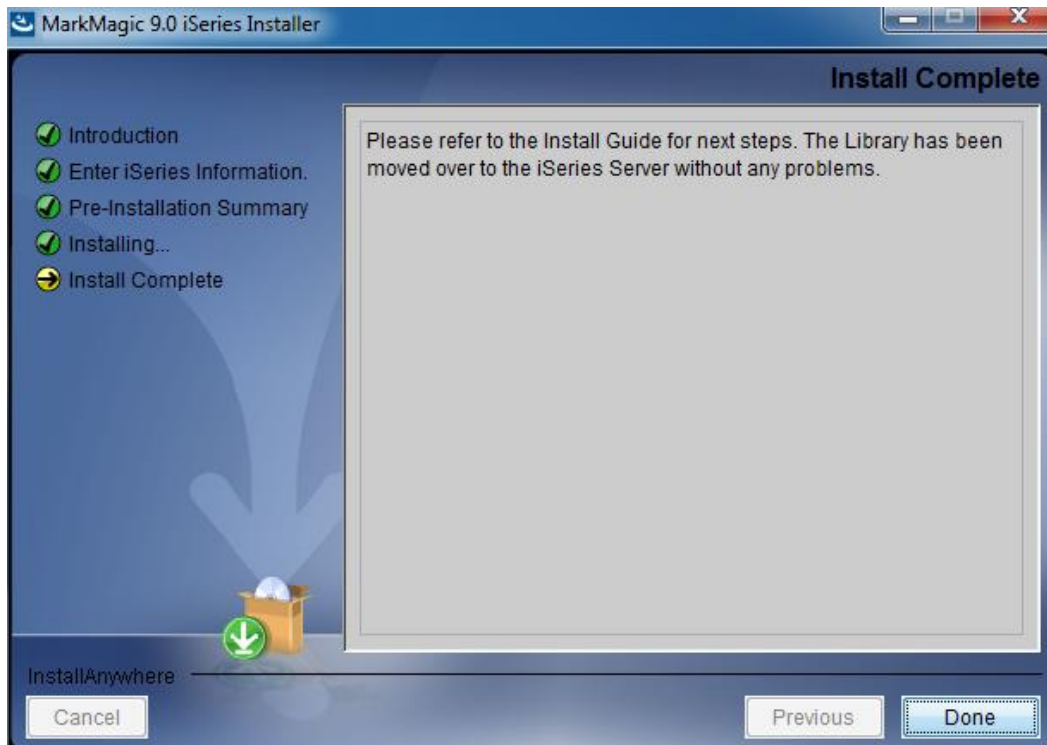 MarkMagic 9.0 iSeries Installer
Install Complete
Introduction
Enter iSeries Information.
Pre-Installation Summary
Installing...
Install Complete
Please refer to the Install Guide for next steps. The Library has been
moved over to the iSeries Server without any problems.
InstallAnywhere
Cancel
Previous
Done